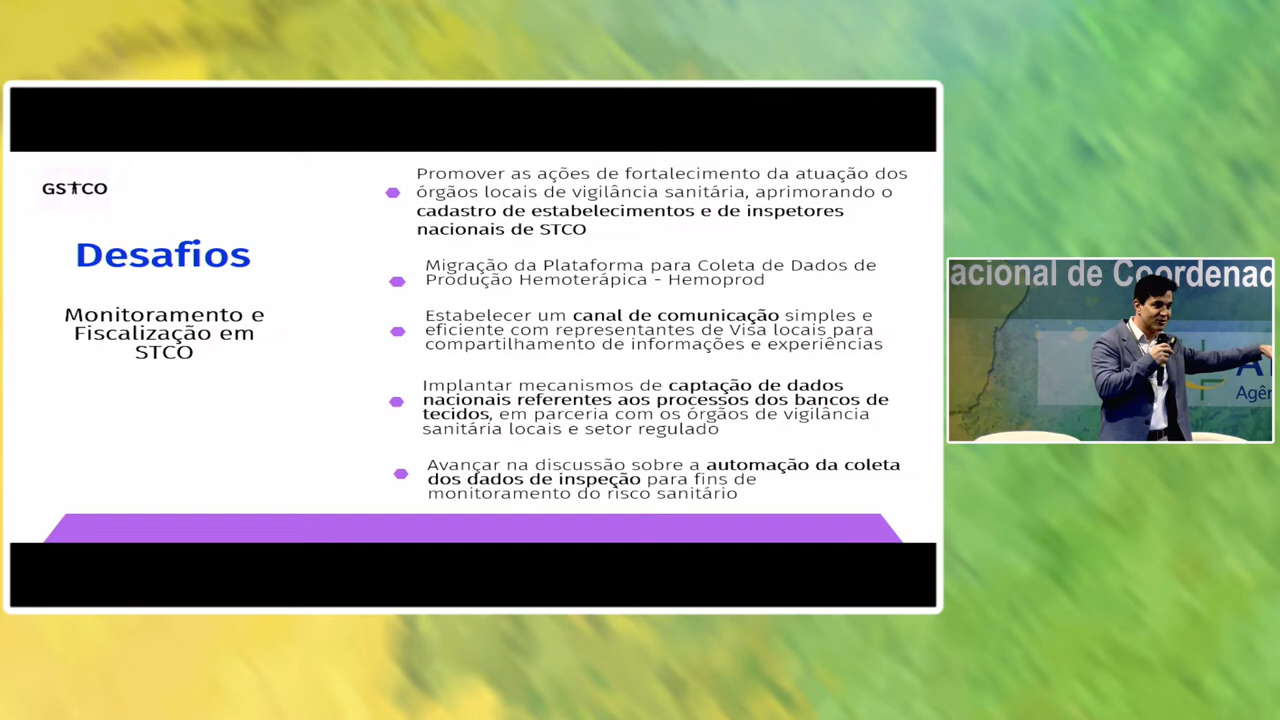 GSTCO
Desafios
Monitoramento e
Fiscalização em
STCO
Promover as ações de fortalecimento da atuação dos
órgãos locais de vigilância sanitária, aprimorando o
cadastro de estabelecimentos e de inspetores
nacionais de STCO
Migração da Plataforma para Coleta de Dados de
Produção Hemoterápica - Hemoprod
Estabelecer um canal de comunicação simples e
eficiente com representantes de Visa locais para
compartilhamento de informações e experiências
Implantar mecanismos de captação de dados
nacionais referentes aos processos dos bancos de
tecidos, em parceria com os órgãos de vigilância
sanitária locais e setor regulado
Avançar na discussão sobre a automação da coleta
dos dados de inspeção para fins de
monitoramento do risco sanitário
acional de Coordenad
Agên